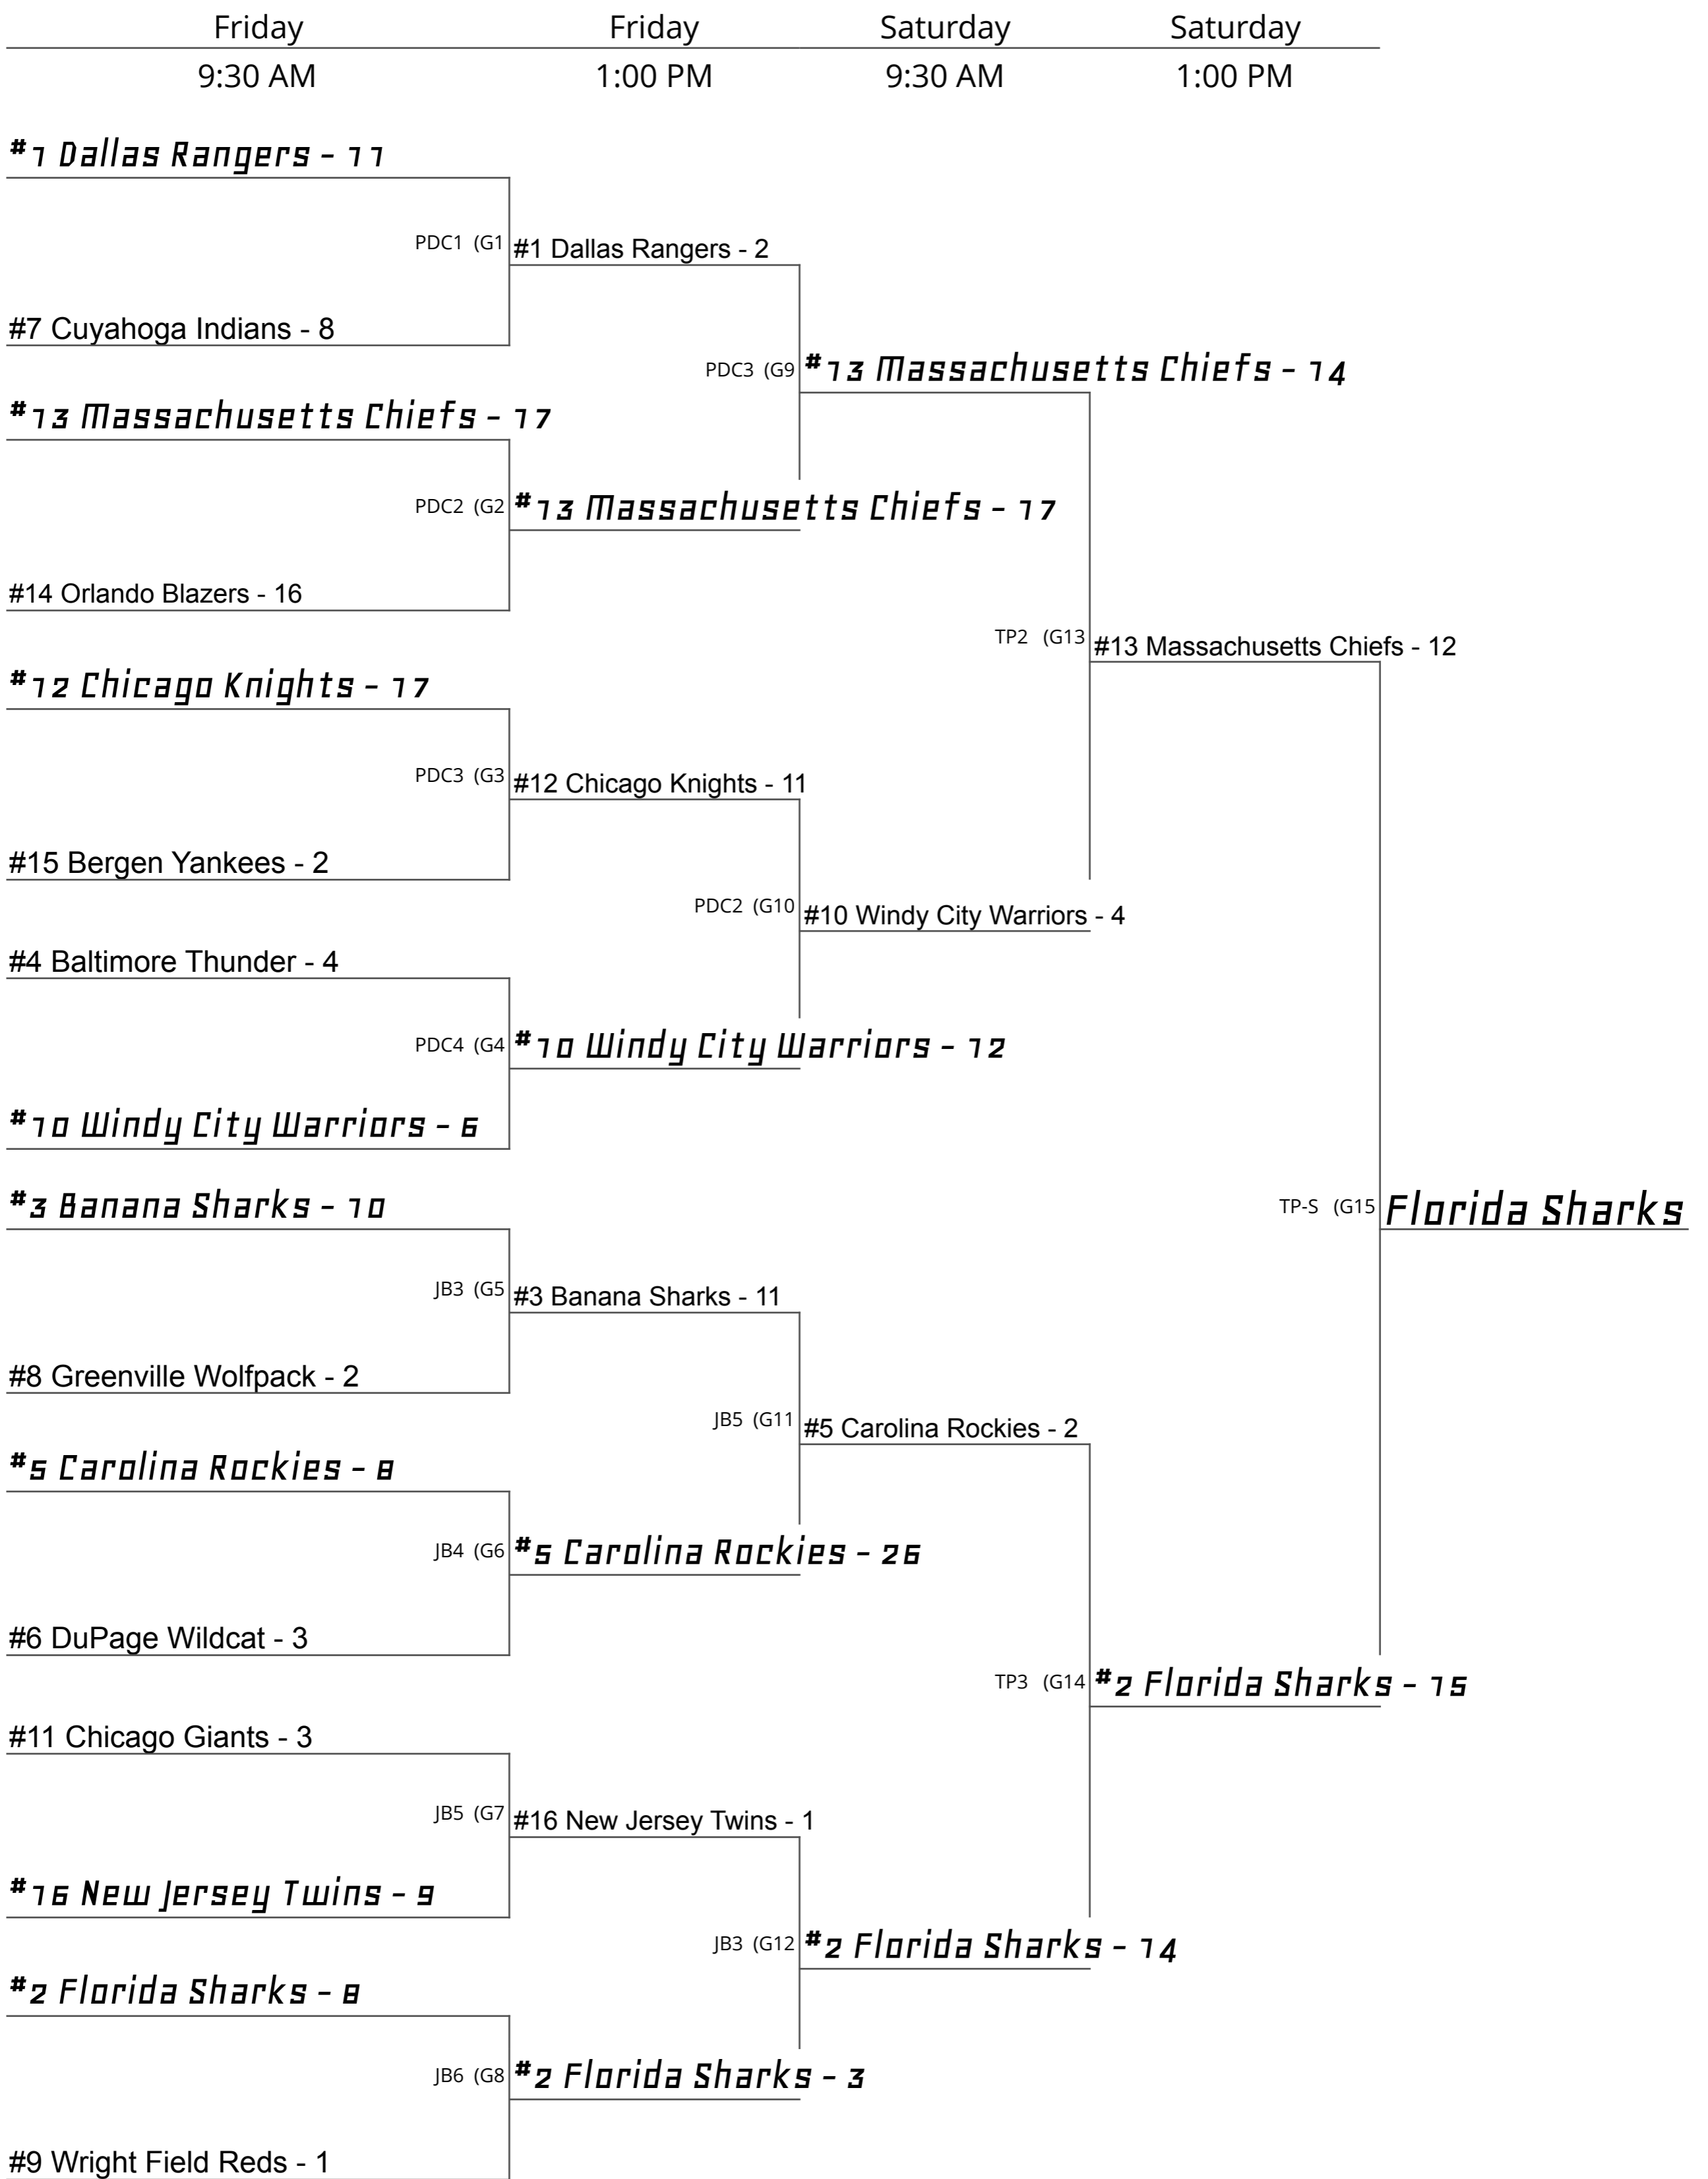 Friday Friday Saturday Saturday
9:30 AM 1:00 PM 9:30 AM 1:00 PM
#1 Dallas Rangers - 11
PDC1 (G1 #1 Dallas Rangers - 2
#7 Cuyahoga Indians - 8
PDC3 (G9 #13 Massachusetts Chiefs - 14
#13 Massachusetts Chiefs - 17
PDC2 (G2 #13 Massachusetts Chiefs - 17
#14 Orlando Blazers - 16
TP2 (G13 #13 Massachusetts Chiefs - 12
#12 Chicago Knights - 17
PDC3 (G3 #12 Chicago Knights - 11
#15 Bergen Yankees - 2
PDC2 (G10 #10 Windy City Warriors - 4
#4 Baltimore Thunder - 4
PDC4 (G4 #10 Windy City Warriors - 12
#10 Windy City Warriors - 6
#3 Banana Sharks - 10
TP-S (G15 Florida Sharks
JB3 (G5 #3 Banana Sharks - 11
#8 Greenville Wolfpack - 2
JB5 (G11 #5 Carolina Rockies - 2
#5 Carolina Rockies - 8
JB4 (G6 #5 Carolina Rockies - 26
#6 DuPage Wildcat - 3
TP3 (G14 #2 Florida Sharks - 15
#11 Chicago Giants - 3
JB5 (G7 #16 New Jersey Twins - 1
#16 New Jersey Twins - 9
JB3 (G12 #2 Florida Sharks - 14
#2 Florida Sharks - 8
JB6 (G8 #2 Florida Sharks - 3
#9 Wright Field Reds - 1